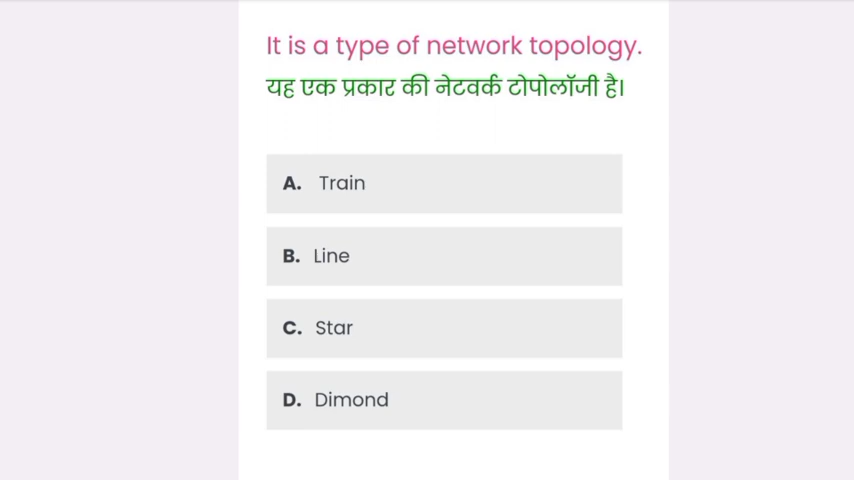 It is a type of network topology.
यह एक प्रकार की नेटवर्क टोपोलॉजी है।
A. Train
B. Line
C. Star
D. Dimond